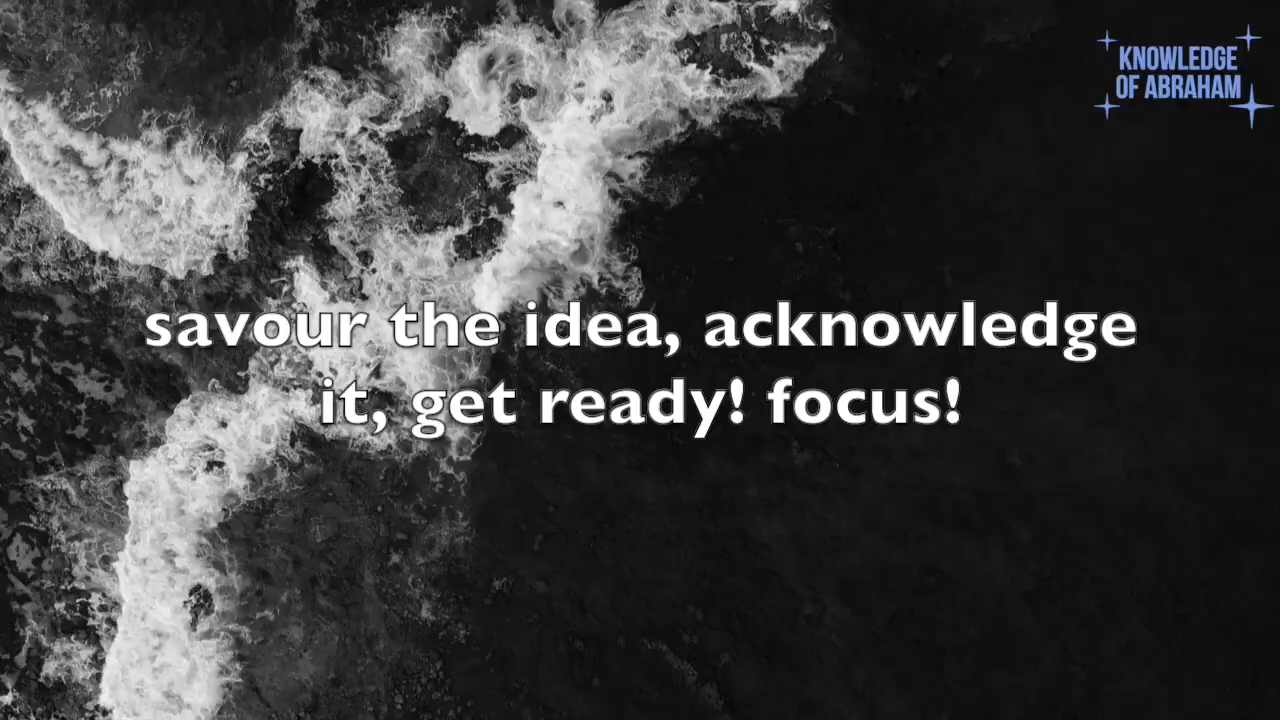 KNOWLEDGE
OF ABRAHAM
savour the idea, acknowledge
it, get ready! focus!